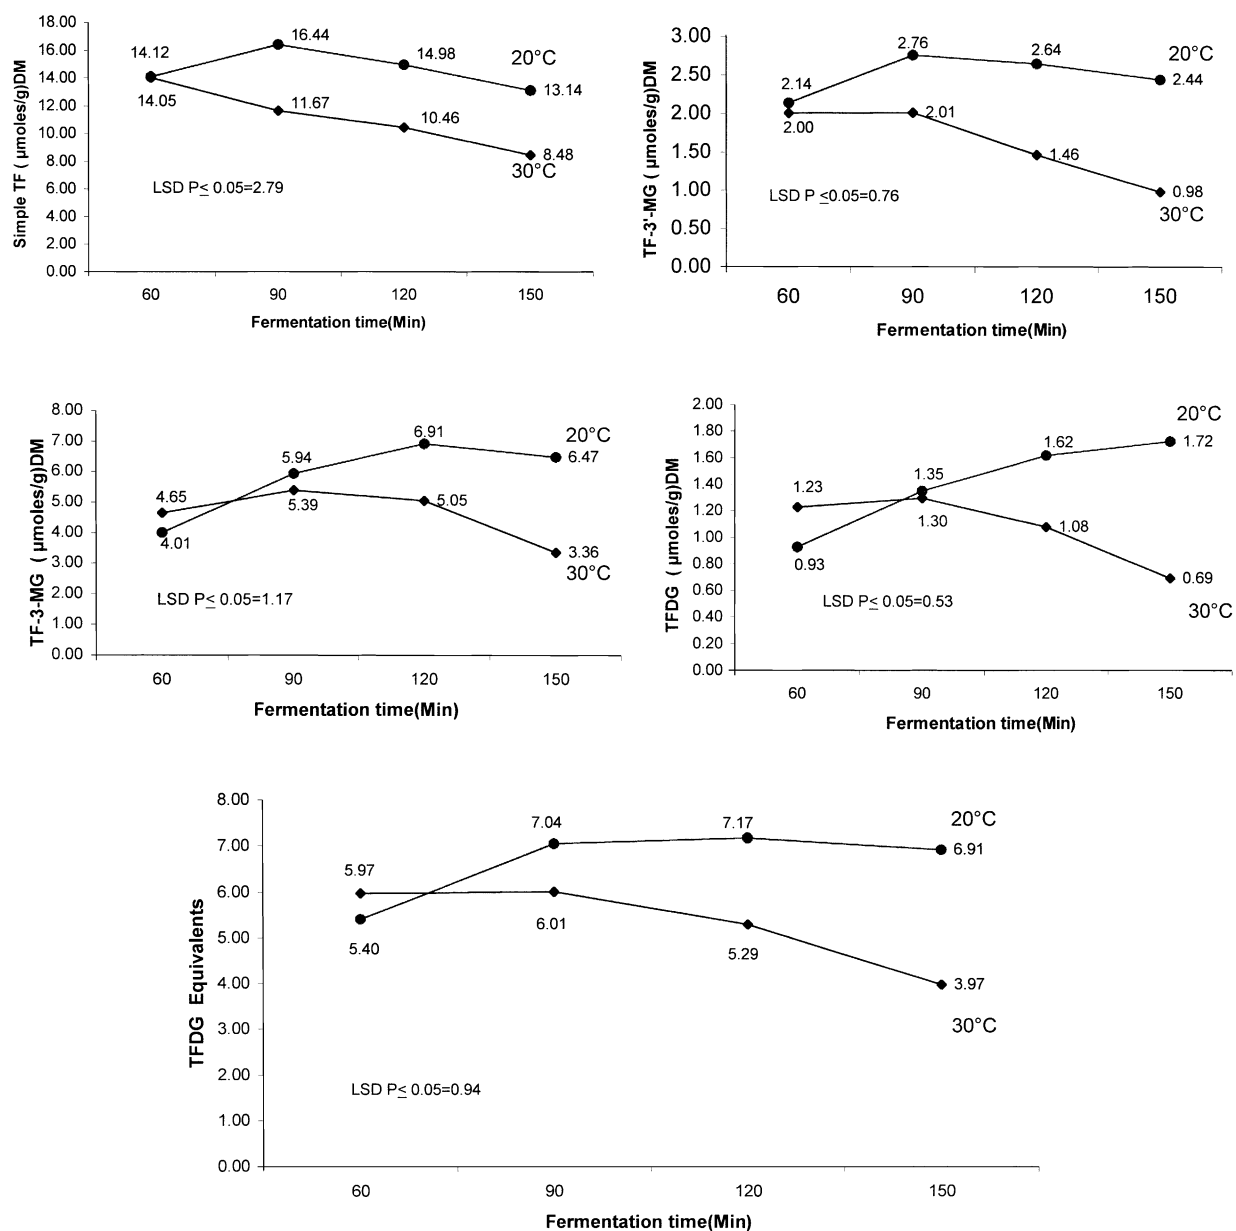 Simple TF ( µmoles/g)DM
18.00
16.00
14.00
12.00
10.00
8.00
6.00
4.00
2.00
0.00
14.12
16.44
14.98
13.14
20°C
14.05
11.67
10.46
8.48
30°C
LSD P≤ 0.05=2.79
60 90 120 150
Fermentation time(Min)
TF-3'-MG ( µmoles/g)DM
3.00
2.50
2.00
1.50
1.00
0.50
0.00
2.14
2.76
2.64
2.44
20°C
2.00
2.01
1.46
0.98
30°C
LSD P ≤0.05=0.76
60 90 120 150
Fermentation time(Min)
TF-3-MG ( µmoles/g)DM
8.00
7.00
6.00
5.00
4.00
3.00
2.00
1.00
0.00
4.65
5.94
6.91
6.47
20°C
4.01
5.39
5.05
3.36
30°C
LSD P≤ 0.05=1.17
60 90 120 150
Fermentation time(Min)
TFDG ( µmoles/g)DM
2.00
1.80
1.60
1.40
1.20
1.00
0.80
0.60
0.40
0.20
0.00
1.23
1.35
1.62
1.72
20°C
0.93
1.30
1.08
0.69
30°C
LSD P≤ 0.05=0.53
60 90 120 150
Fermentation time(Min)
TFDG Equivalents
8.00
7.00
6.00
5.00
4.00
3.00
2.00
1.00
0.00
5.97
7.04
7.17
6.91
20°C
5.40
6.01
5.29
3.97
30°C
LSD P≤ 0.05=0.94
60 90 120 150
Fermentation time(Min)